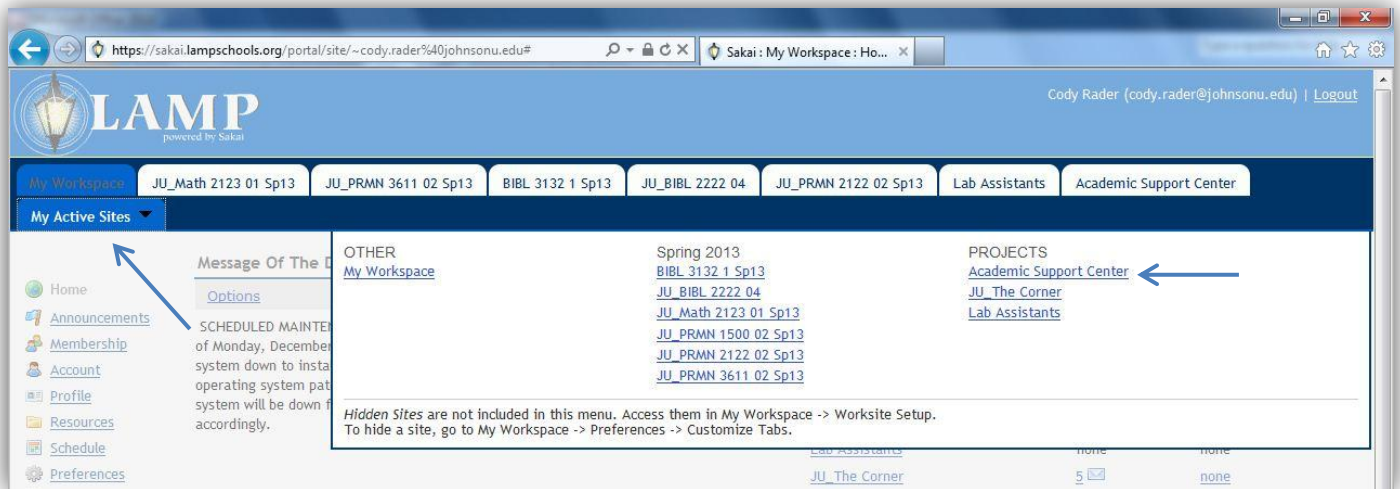 https://sakai.lampschools.org/portal/site/~cody.rader%40johnsonu.edu#
Sakai : My Workspace : Ho...
LAMP
powered by Sakai
Cody Rader (cody.rader@johnsonu.edu) | Logout
My Workspace JU_Math 2123 01 Sp13 JU_PRMN 3611 02 Sp13 BIBL 3132 1 Sp13 JU_BIBL 2222 04 JU_PRMN 2122 02 Sp13 Lab Assistants Academic Support Center
My Active Sites
OTHER
My Workspace
Spring 2013
BIBL 3132 1 Sp13
JU_BIBL 2222 04
JU_Math 2123 01 Sp13
JU_PRMN 1500 02 Sp13
JU_PRMN 2122 02 Sp13
JU_PRMN 3611 02 Sp13
PROJECTS
Academic Support Center
JU_The Corner
Lab Assistants
Hidden Sites are not included in this menu. Access them in My Workspace -> Worksite Setup.
To hide a site, go to My Workspace -> Preferences -> Customize Tabs.
Home
Announcements
Membership
Account
Profile
Resources
Schedule
Preferences
Message Of The D
Options
SCHEDULED MAINTE
of Monday, December
system down to insta
operating system pat
system will be down f
accordingly.
Lab Assistants none none
JU_The Corner 5 none